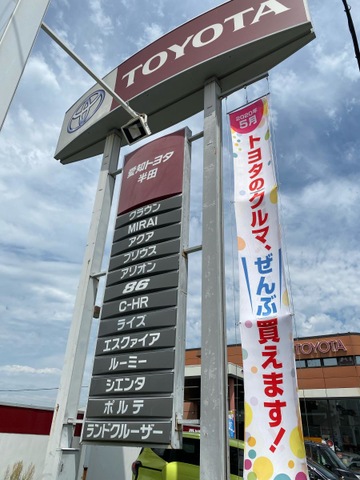 TOYOTA
愛知トヨタ
半田
クラウン
MIRAI
アクア
プリウス
アリオン
86
C-HR
ライズ
エスクァイア
ルーミー
シエンタ
ポルテ
ランドクルーザー
2020年
5月
トヨタのクルマ、ぜんぶ買えます!
TOYOTA